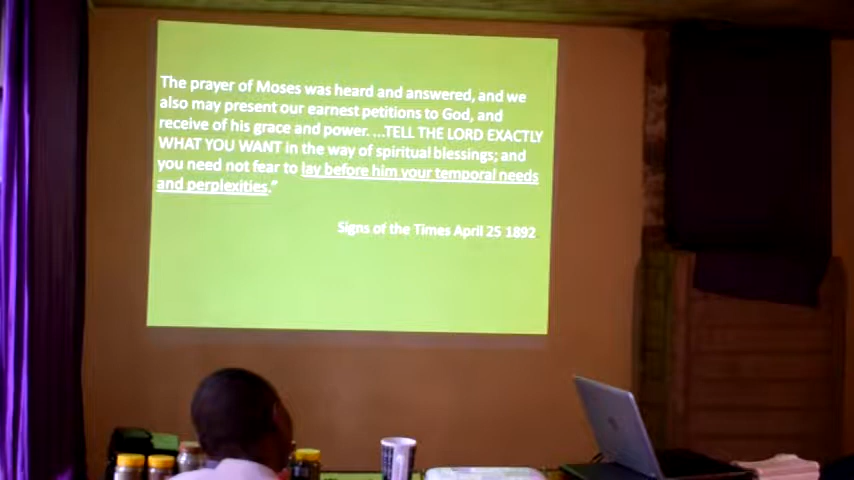 The prayer of Moses was heard and answered, and we
also may present our earnest petitions to God, and
receive of his grace and power. ...TELL THE LORD EXACTLY
WHAT YOU WANT in the way of spiritual blessings; and
you need not fear to lay before him your temporal needs
and perplexities."
Signs of the Times April 25 1892